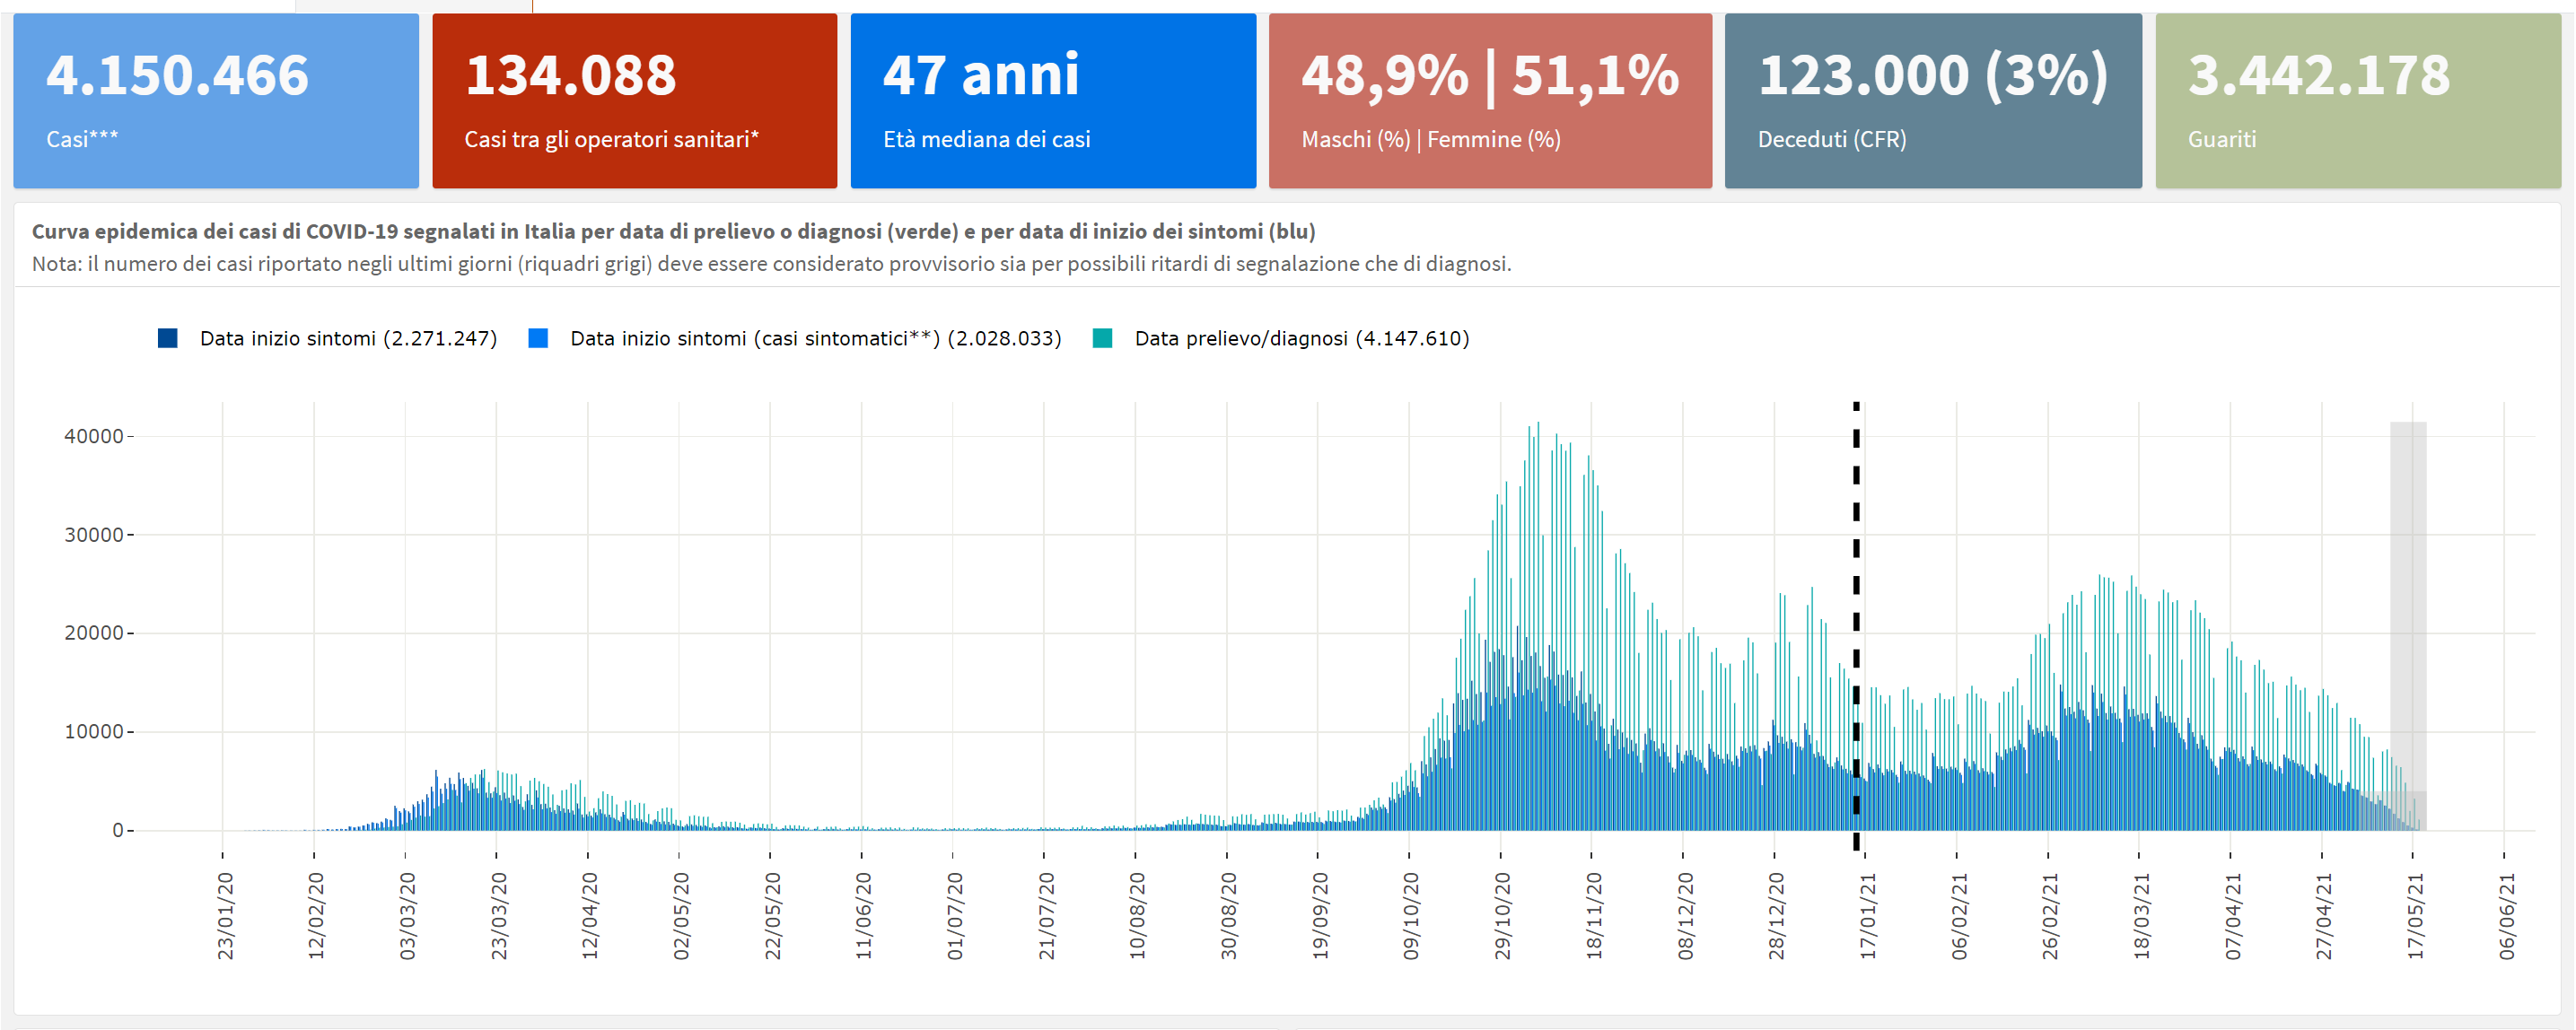 4.150.466
Casi***
134.088
Casi tra gli operatori sanitari*
47 anni
Età mediana dei casi
48,9% | 51,1%
Maschi (%) | Femmine (%)
123.000 (3%)
Deceduti (CFR)
3.442.178
Guariti
Curva epidemica dei casi di COVID-19 segnalati in Italia per data di prelievo o diagnosi (verde) e per data di inizio dei sintomi (blu)
Nota: il numero dei casi riportato negli ultimi giorni (riquadri grigi) deve essere considerato provvisorio sia per possibili ritardi di segnalazione che di diagnosi.
Data inizio sintomi (2.271.247)
Data inizio sintomi (casi sintomatici**) (2.028.033)
Data prelievo/diagnosi (4.147.610)
40000
30000
20000
10000
0
23/01/20
12/02/20
03/03/20
23/03/20
12/04/20
02/05/20
22/05/20
11/06/20
01/07/20
21/07/20
10/08/20
30/08/20
19/09/20
09/10/20
29/10/20
18/11/20
08/12/20
28/12/20
17/01/21
06/02/21
26/02/21
18/03/21
07/04/21
27/04/21
17/05/21
06/06/21